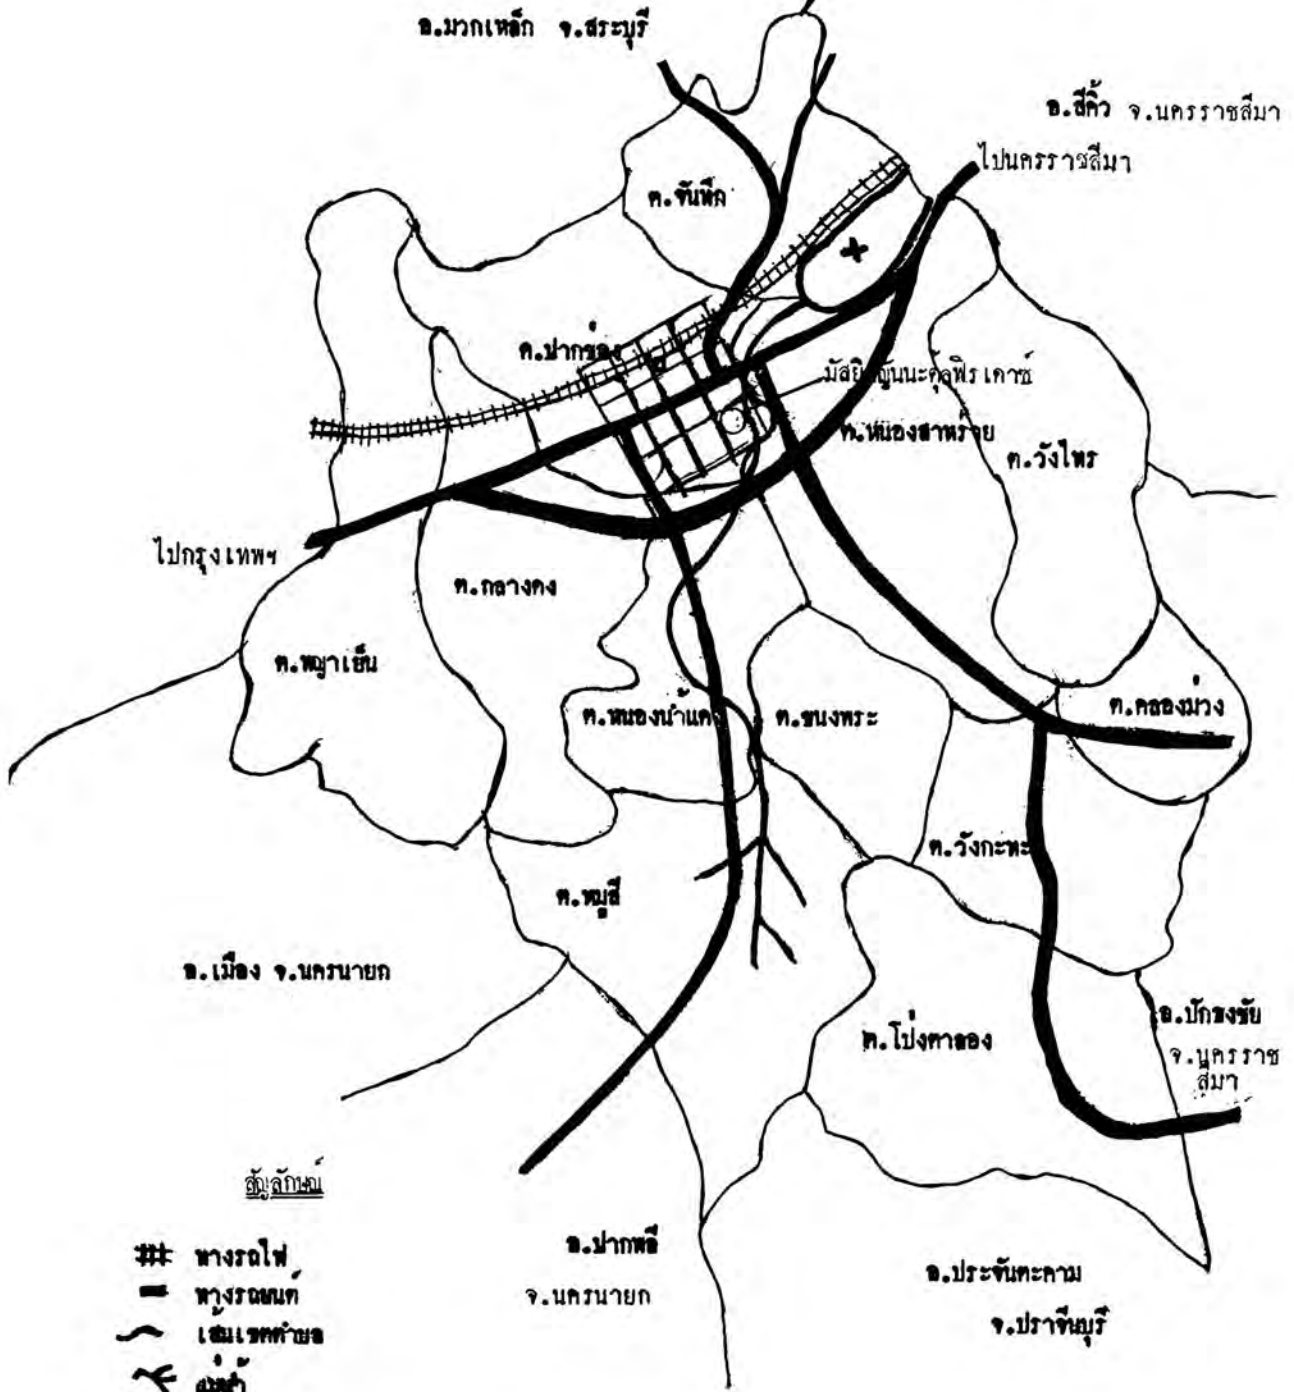 อ.มวกเหล็ก จ.สระบุรี
อ.สีคิ้ว จ.นครราชสีมา
ไปนครราชสีมา
ต.ขันทึก
ต.ปากช่อง
ต.หนองสาหร่าย
ต.วังไทร
ไปกรุงเทพฯ
ต.กลางดง
ต.พญาเย็น
ต.หนองน้ำแดง
ต.ขนงพระ
ต.คลองม่วง
ต.วังกะทะ
ต.หมูสี
อ.เมือง จ.นครนายก
ต.โป่งตาลอง
อ.ปักธงชัย
จ.นครราช
สีมา
สัญลักษณ์
ทางรถไฟ
ทางรถยนต์
เส้นเขตตำบล
แม่น้ำ
อ.ปากพลี
จ.นครนายก
อ.ประจันตะคาม
จ.ปราจีนบุรี